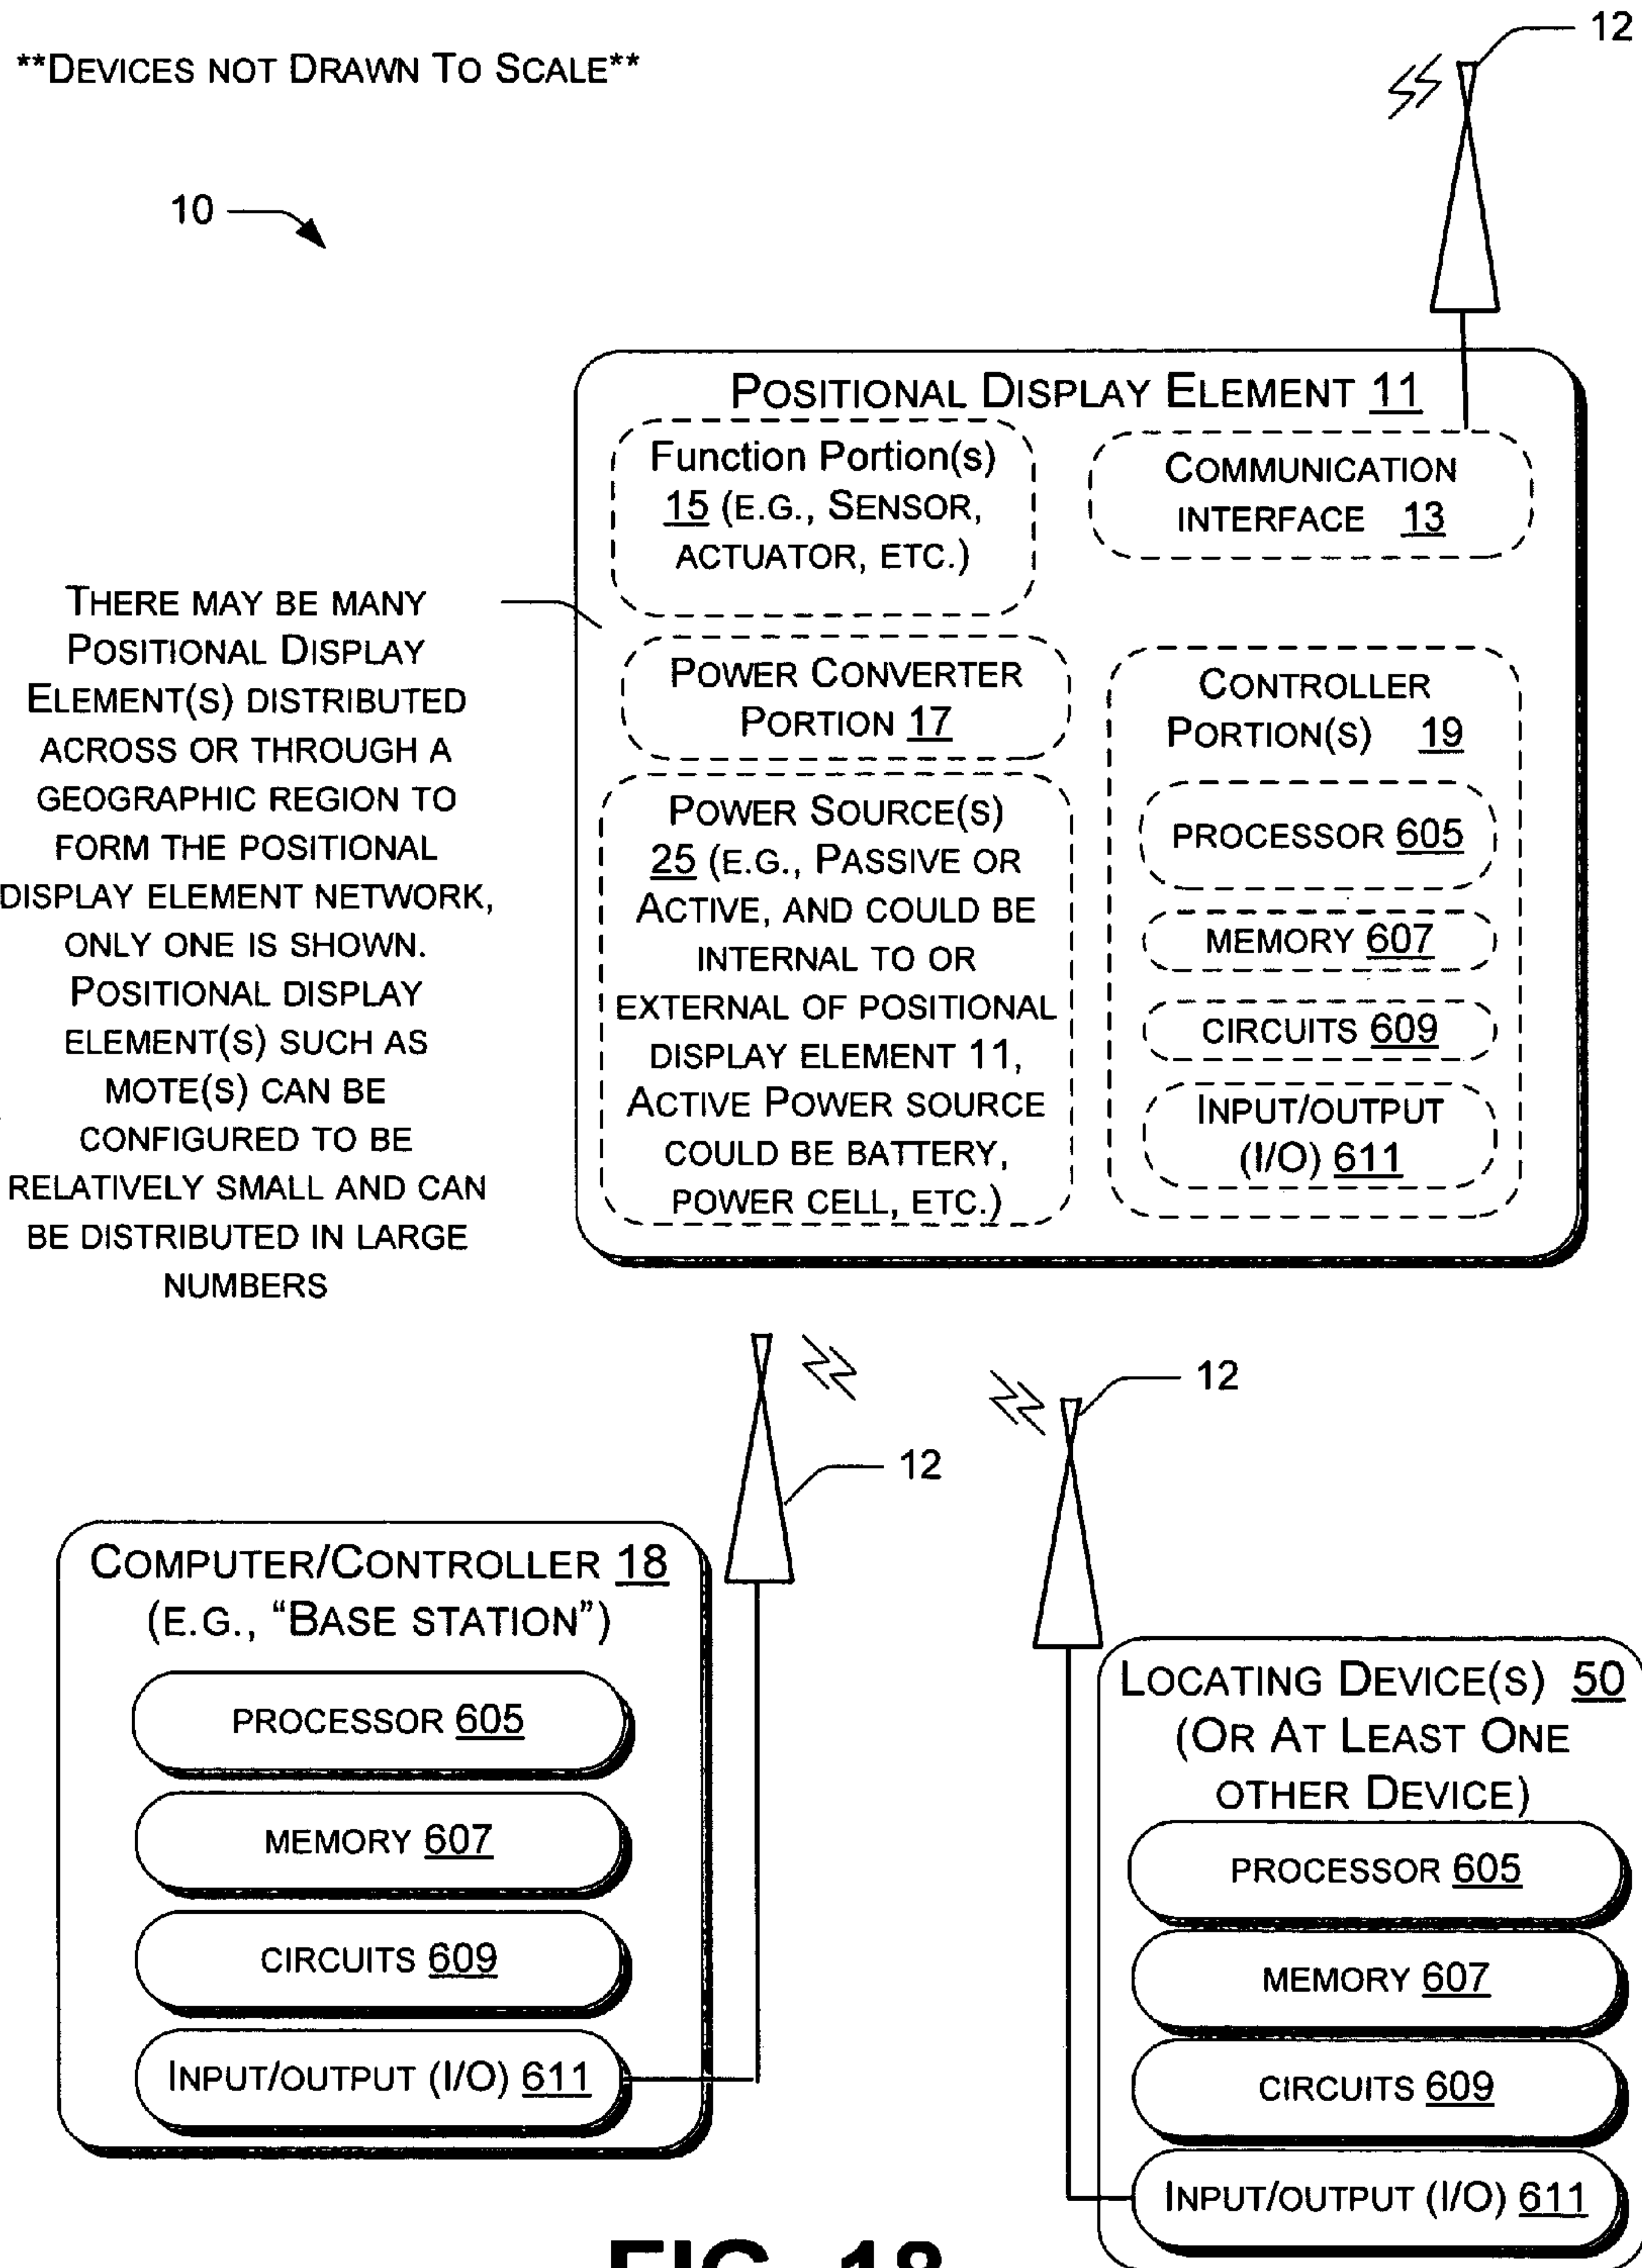 **DEVICES NOT DRAWN TO SCALE**
12
10
POSITIONAL DISPLAY ELEMENT 11
Function Portion(s)
15 (E.G., SENSOR,
ACTUATOR, ETC.)
COMMUNICATION
INTERFACE 13
THERE MAY BE MANY
POSITIONAL DISPLAY
ELEMENT(S) DISTRIBUTED
ACROSS OR THROUGH A
GEOGRAPHIC REGION TO
FORM THE POSITIONAL
DISPLAY ELEMENT NETWORK,
ONLY ONE IS SHOWN.
POSITIONAL DISPLAY
ELEMENT(S) SUCH AS
MOTE(S) CAN BE
CONFIGURED TO BE
RELATIVELY SMALL AND CAN
BE DISTRIBUTED IN LARGE
NUMBERS
POWER CONVERTER
PORTION 17
POWER SOURCE(S)
25 (E.G., PASSIVE OR
ACTIVE, AND COULD BE
INTERNAL TO OR
EXTERNAL OF POSITIONAL
DISPLAY ELEMENT 11,
ACTIVE POWER SOURCE
COULD BE BATTERY,
POWER CELL, ETC.)
CONTROLLER
PORTION(S) 19
PROCESSOR 605
MEMORY 607
CIRCUITS 609
INPUT/OUTPUT
(I/O) 611
12
12
COMPUTER/CONTROLLER 18
(E.G., “BASE STATION”)
PROCESSOR 605
MEMORY 607
CIRCUITS 609
INPUT/OUTPUT (I/O) 611
LOCATING DEVICE(S) 50
(OR AT LEAST ONE
OTHER DEVICE)
PROCESSOR 605
MEMORY 607
CIRCUITS 609
INPUT/OUTPUT (I/O) 611
FIG. 18